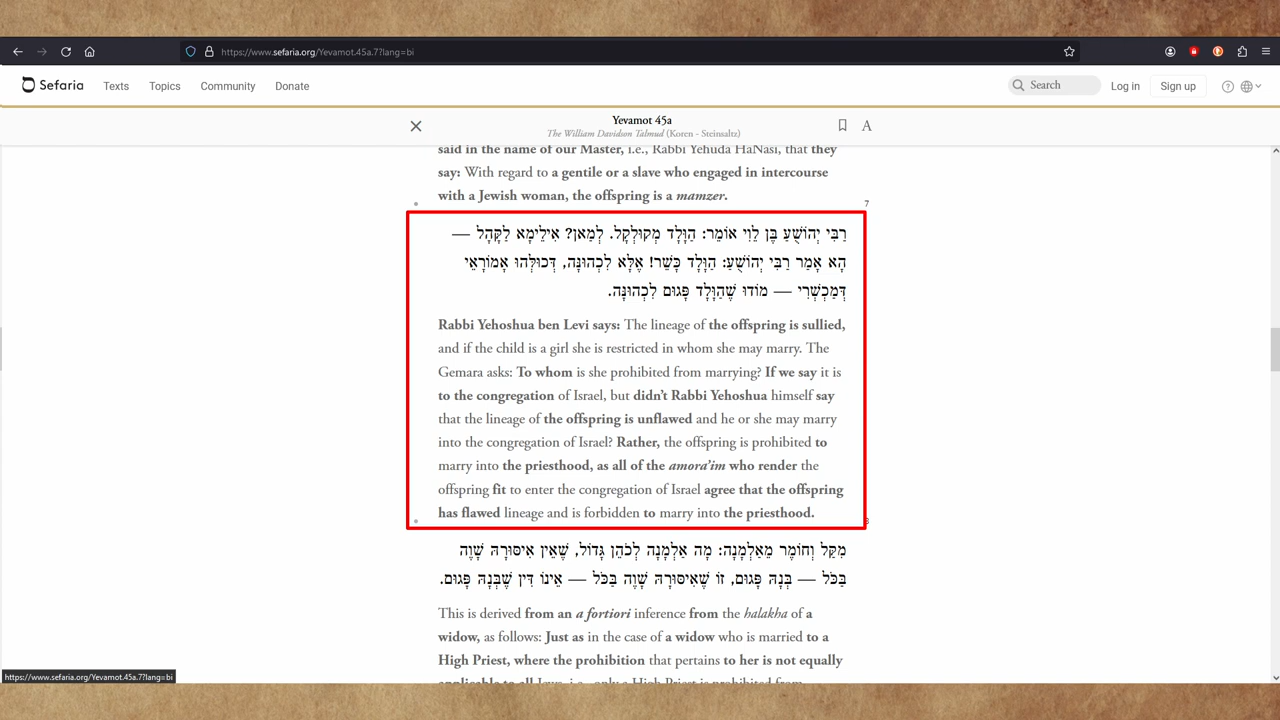 https://www.sefaria.org/Yevamot.45a.7?lang=bi
Sefaria
Texts
Topics
Community
Donate
Search
Log in
Sign up
Yevamot 45a
The William Davidson Talmud (Koren - Steinsaltz)
said in the name of our Master, i.e., Rabbi Yehuda HaNasi, that they
say: With regard to a gentile or a slave who engaged in intercourse
with a Jewish woman, the offspring is a mamzer.
7
רַבִּי יְהוֹשֻׁעַ בֶּן לֵוִי אוֹמֵר: הַוָּלָד מְקוּלְקָל. לְמַאן? אִילֵימָא לַקָּהָל —
הָא אָמַר רַבִּי יְהוֹשֻׁעַ: הַוָּלָד כָּשֵׁר! אֶלָּא לִכְהוּנָּה, דְּכוּלְּהוּ אָמוֹרָאֵי
דְּמַכְשְׁרִי — מוֹדוּ שֶׁהַוָּלָד פָּגוּם לִכְהוּנָּה.
Rabbi Yehoshua ben Levi says: The lineage of the offspring is sullied,
and if the child is a girl she is restricted in whom she may marry. The
Gemara asks: To whom is she prohibited from marrying? If we say it is
to the congregation of Israel, but didn't Rabbi Yehoshua himself say
that the lineage of the offspring is unflawed and he or she may marry
into the congregation of Israel? Rather, the offspring is prohibited to
marry into the priesthood, as all of the amora'im who render the
offspring fit to enter the congregation of Israel agree that the offspring
has flawed lineage and is forbidden to marry into the priesthood.
8
מִקַּל וָחוֹמֶר מֵאַלְמָנָה: מָה אַלְמָנָה לְכֹהֵן גָּדוֹל, שֶׁאֵין אִיסּוּרָהּ שָׁוֶה
בַּכֹּל — בְּנָהּ פָּגוּם, זוֹ שֶׁאִיסּוּרָהּ שָׁוֶה בַּכֹּל — אֵינוֹ דִּין שֶׁבְּנָהּ פָּגוּם.
This is derived from an a fortiori inference from the halakha of a
widow, as follows: Just as in the case of a widow who is married to a
High Priest, where the prohibition that pertains to her is not equally
applicable to all Jews, i.e., only a High Priest is prohibited from
https://www.sefaria.org/Yevamot.45a.7?lang=bi